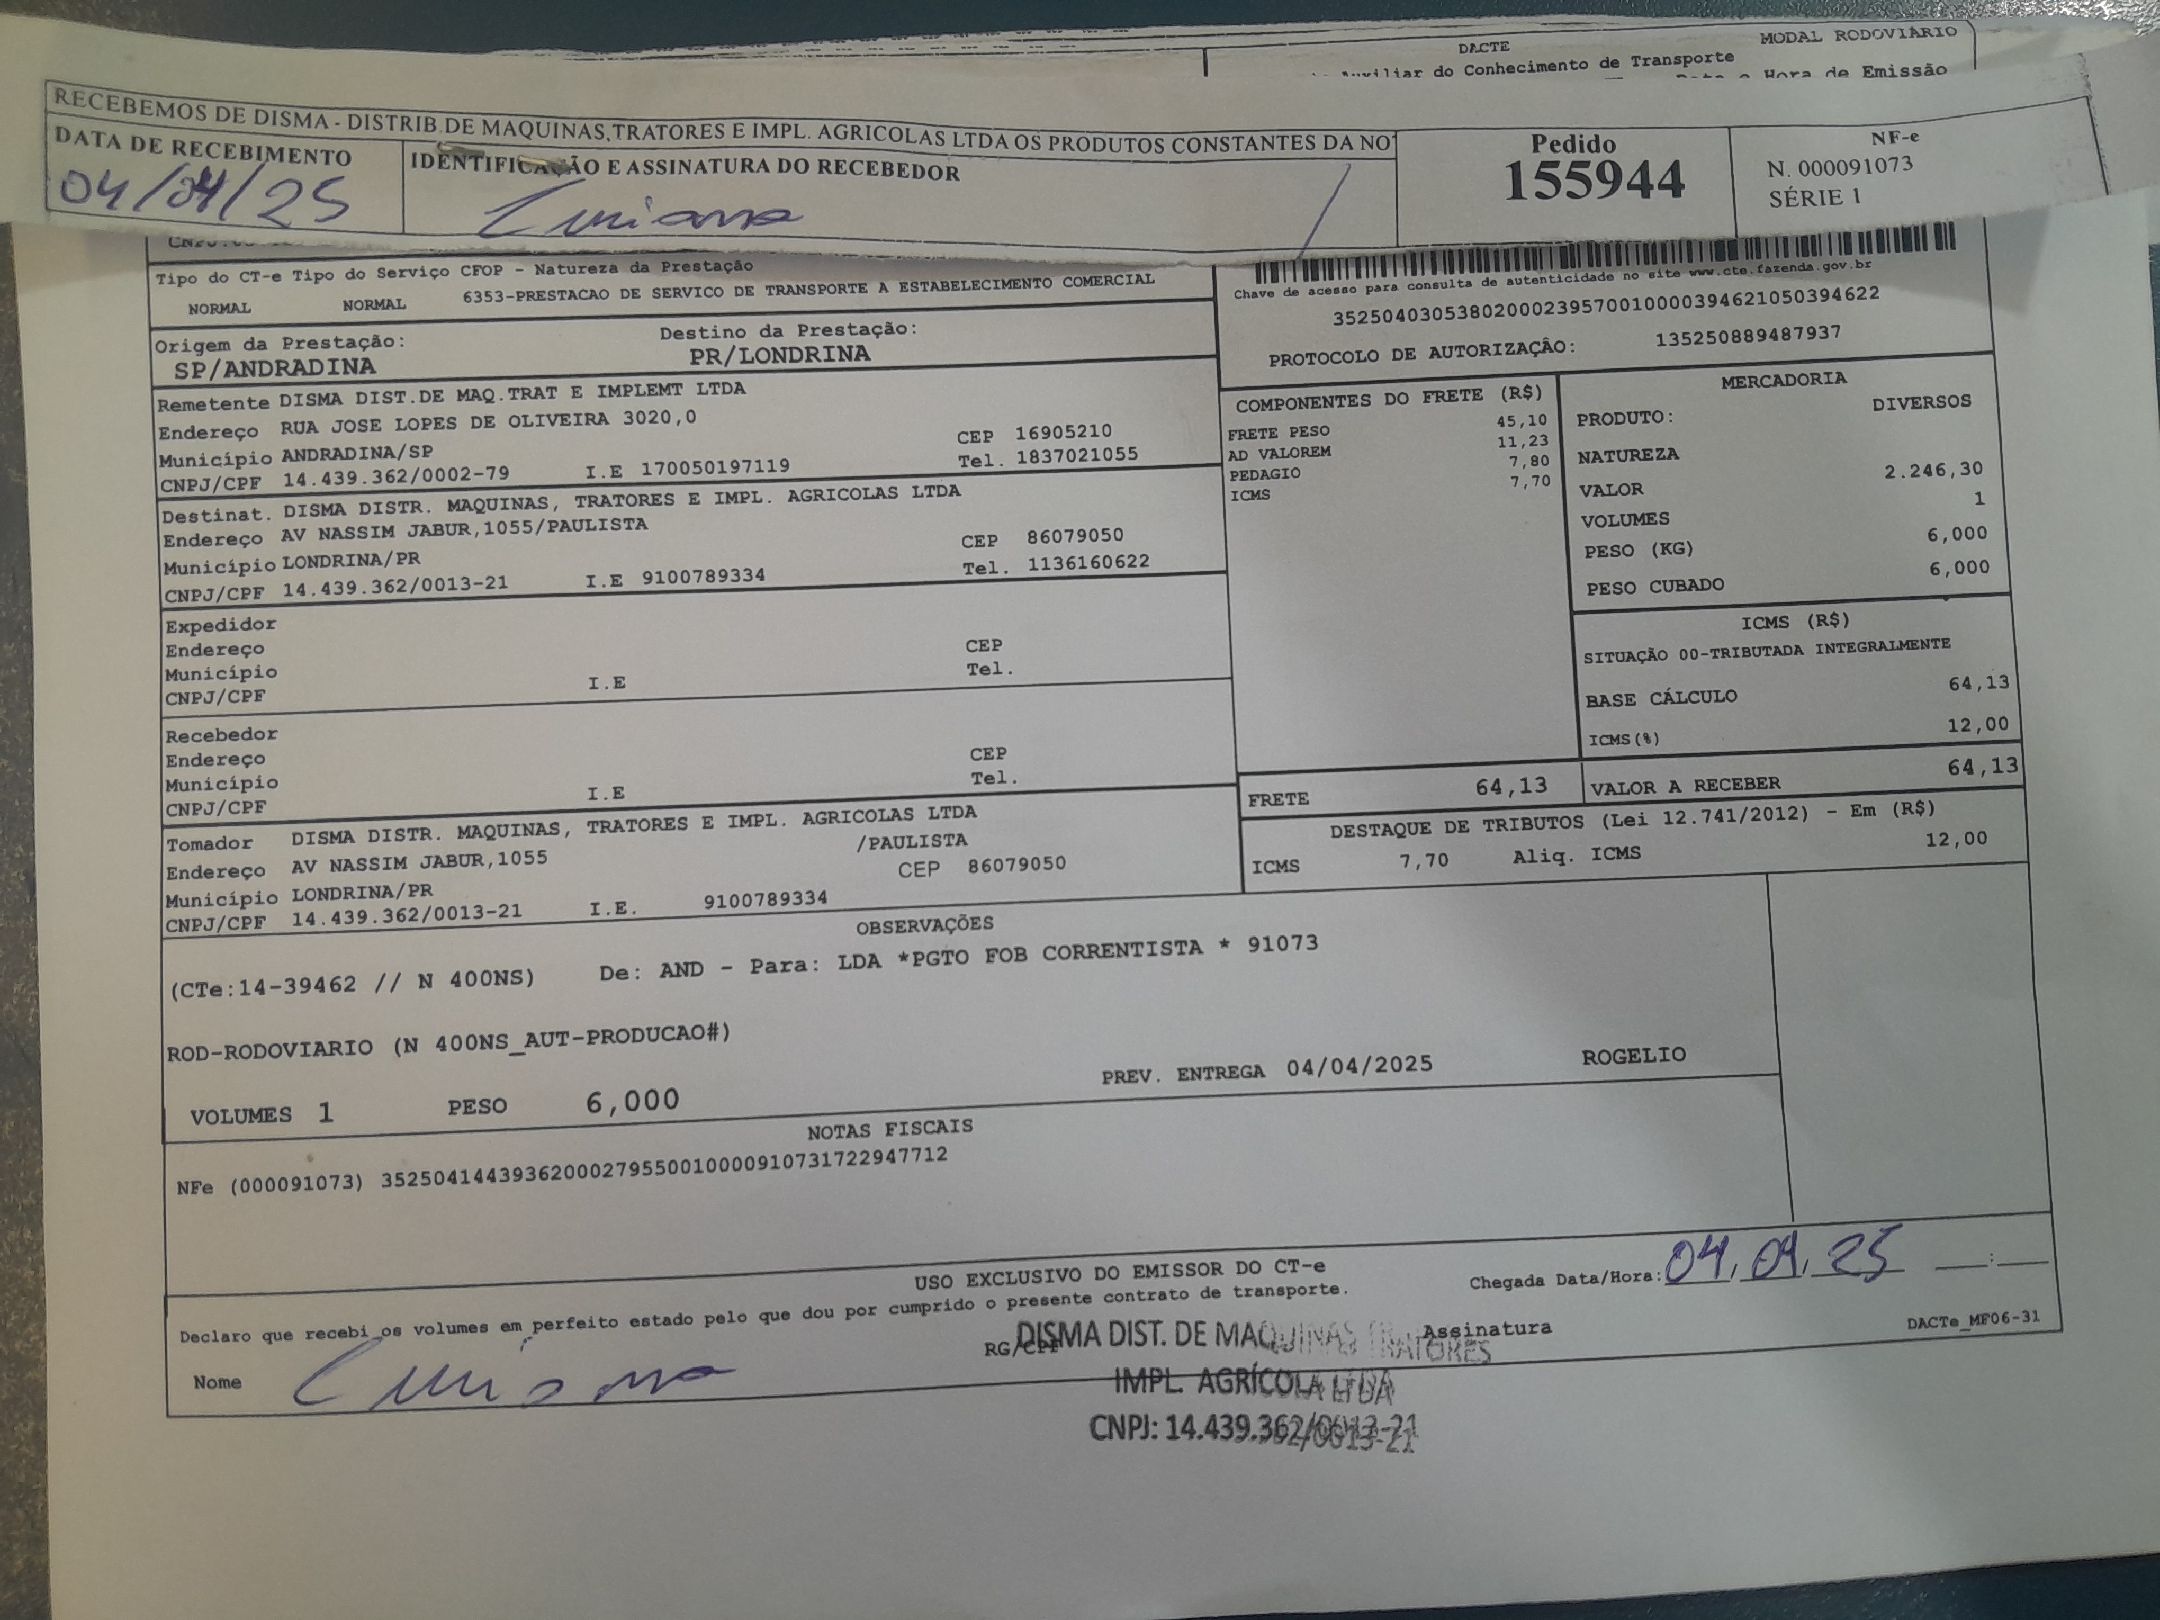 DACTE
MODAL RODOVIÁRIO
Auxiliar do Conhecimento de Transporte
Hora de Emissão
RECEBEMOS DE DISMA - DISTRIB.DE MAQUINAS,TRATORES E IMPL. AGRICOLAS LTDA OS PRODUTOS CONSTANTES DA NO
DATA DE RECEBIMENTO
04/04/25
IDENTIFICAÇÃO E ASSINATURA DO RECEBEDOR
Luciana
Pedido
155944
NF-e
N. 000091073
SÉRIE 1
Tipo do CT-e Tipo do Serviço CFOP - Natureza da Prestação
NORMAL NORMAL 6353-PRESTACAO DE SERVICO DE TRANSPORTE A ESTABELECIMENTO COMERCIAL
Chave de acesso para consulta de autenticidade no site www.cte.fazenda.gov.br
35250403053802000239570010000394621050394622
PROTOCOLO DE AUTORIZAÇÃO: 135250889487937
Origem da Prestação: Destino da Prestação:
SP/ANDRADINA PR/LONDRINA
Remetente DISMA DIST.DE MAQ.TRAT E IMPLEMT LTDA
Endereço RUA JOSE LOPES DE OLIVEIRA 3020,0
Município ANDRADINA/SP CEP 16905210
CNPJ/CPF 14.439.362/0002-79 I.E 170050197119 Tel. 1837021055
Destinat. DISMA DISTR. MAQUINAS, TRATORES E IMPL. AGRICOLAS LTDA
Endereço AV NASSIM JABUR,1055/PAULISTA
Município LONDRINA/PR CEP 86079050
CNPJ/CPF 14.439.362/0013-21 I.E 9100789334 Tel. 1136160622
Expedidor
Endereço
Município CEP
CNPJ/CPF I.E Tel.
Recebedor
Endereço
Município CEP
CNPJ/CPF I.E Tel.
Tomador DISMA DISTR. MAQUINAS, TRATORES E IMPL. AGRICOLAS LTDA
Endereço AV NASSIM JABUR,1055 /PAULISTA
Município LONDRINA/PR CEP 86079050
CNPJ/CPF 14.439.362/0013-21 I.E. 9100789334
COMPONENTES DO FRETE (R$)
FRETE PESO 45,10
AD VALOREM 11,23
PEDAGIO 7,80
ICMS 7,70
MERCADORIA
PRODUTO: DIVERSOS
NATUREZA
VALOR 2.246,30
VOLUMES 1
PESO (KG) 6,000
PESO CUBADO 6,000
ICMS (R$)
SITUAÇÃO 00-TRIBUTADA INTEGRALMENTE
BASE CÁLCULO 64,13
ICMS(%) 12,00
FRETE 64,13 VALOR A RECEBER 64,13
DESTAQUE DE TRIBUTOS (Lei 12.741/2012) - Em (R$)
ICMS 7,70 Aliq. ICMS 12,00
OBSERVAÇÕES
(CTe:14-39462 // N 400NS) De: AND - Para: LDA *PGTO FOB CORRENTISTA * 91073
ROD-RODOVIARIO (N 400NS_AUT-PRODUCAO#)
PREV. ENTREGA 04/04/2025 ROGELIO
VOLUMES 1 PESO 6,000
NOTAS FISCAIS
NFe (000091073) 35250414439362000279550010000910731722947712
USO EXCLUSIVO DO EMISSOR DO CT-e
Chegada Data/Hora: 04, 04, 25 ___:___
Declaro que recebi os volumes em perfeito estado pelo que dou por cumprido o presente contrato de transporte.
Nome Luciana RG/CPF Assinatura
DACTe_MF06-31
DISMA DIST. DE MAQUINAS TRATORES
IMPL. AGRÍCOLA LTDA
CNPJ: 14.439.362/0013-21